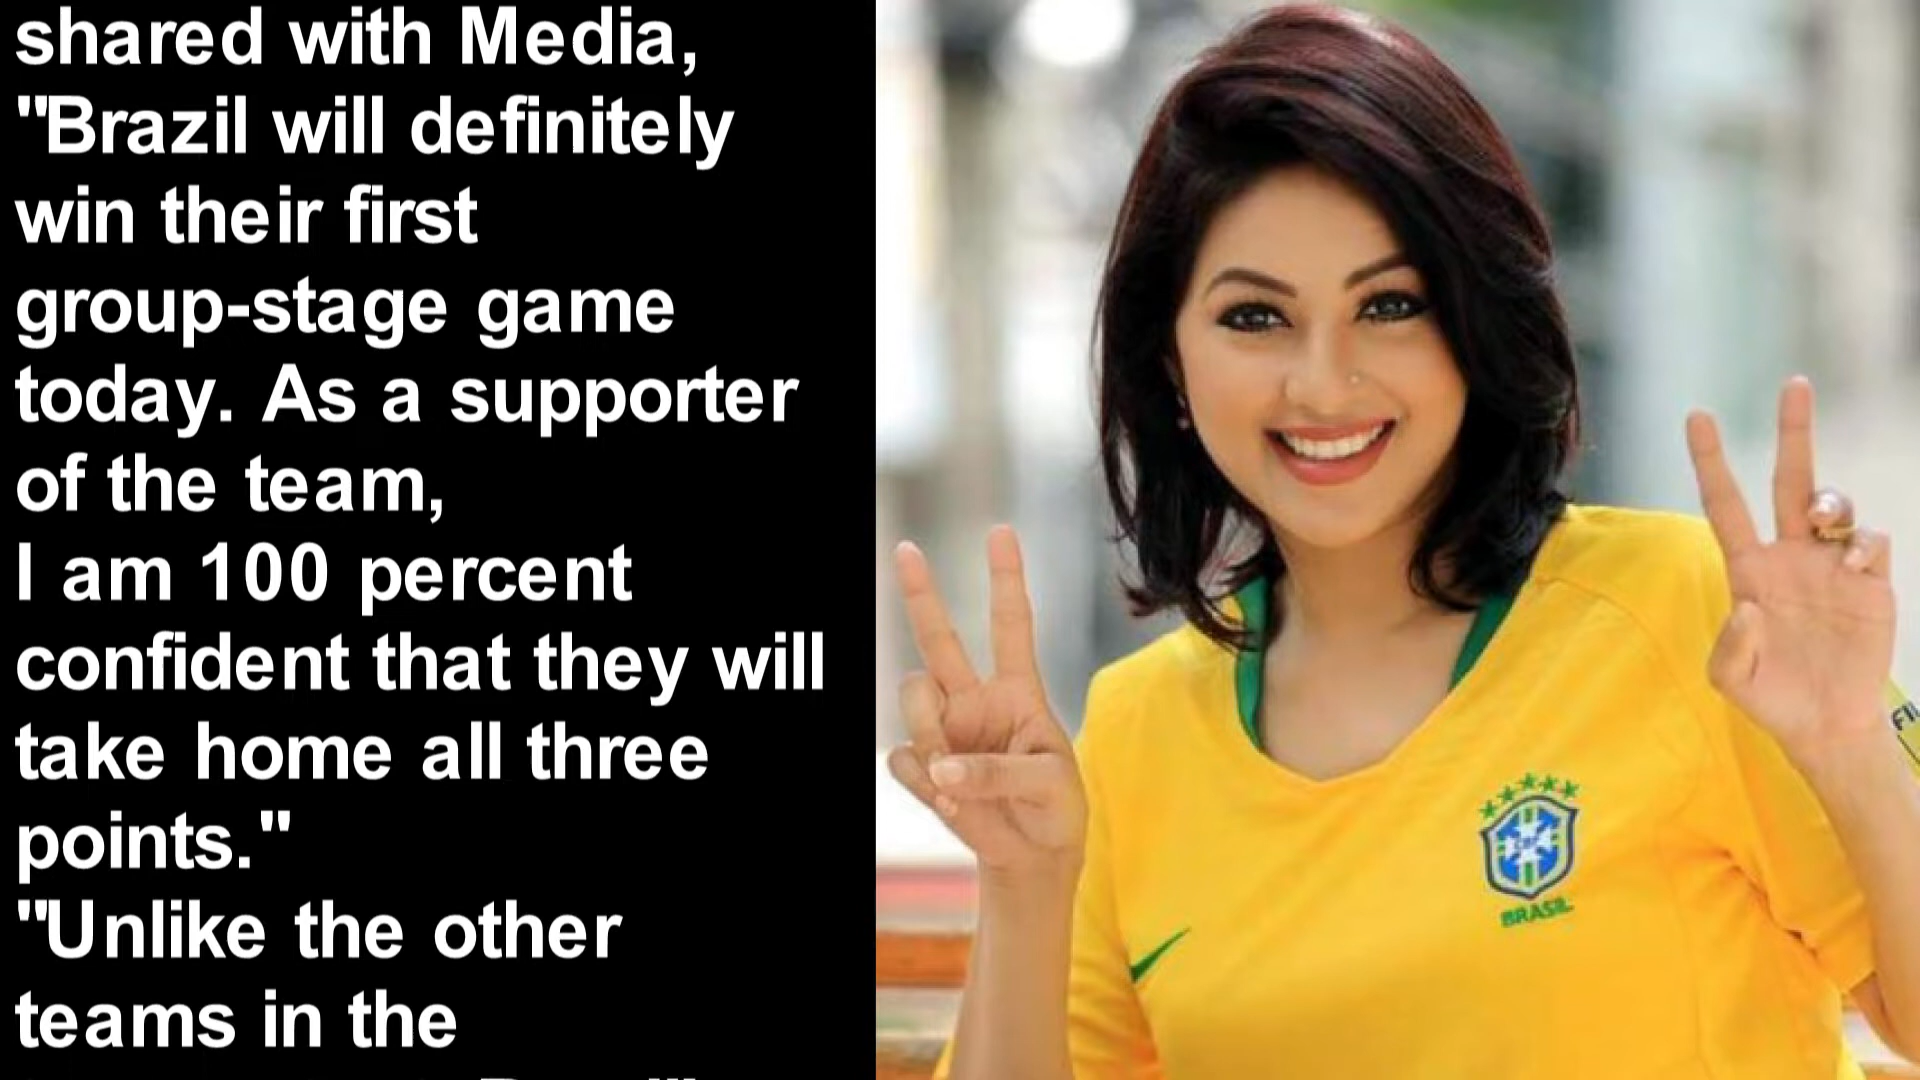 shared with Media,
"Brazil will definitely
win their first
group-stage game
today. As a supporter
of the team,
I am 100 percent
confident that they will
take home all three
points."
"Unlike the other
teams in the
BRASIL